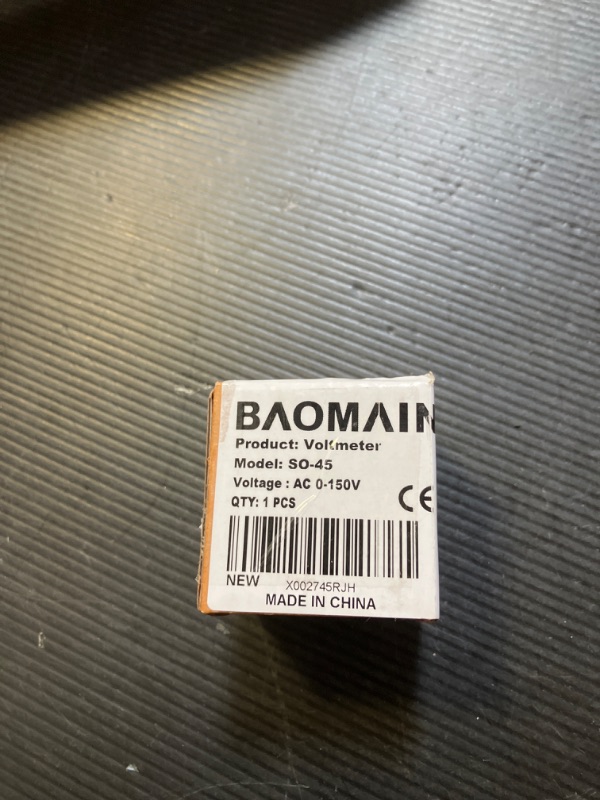 BAOMAIN
Product: Voltmeter
Model: SO-45
Voltage : AC 0-150V
QTY: 1 PCS
CE
NEW
X002745RJH
MADE IN CHINA